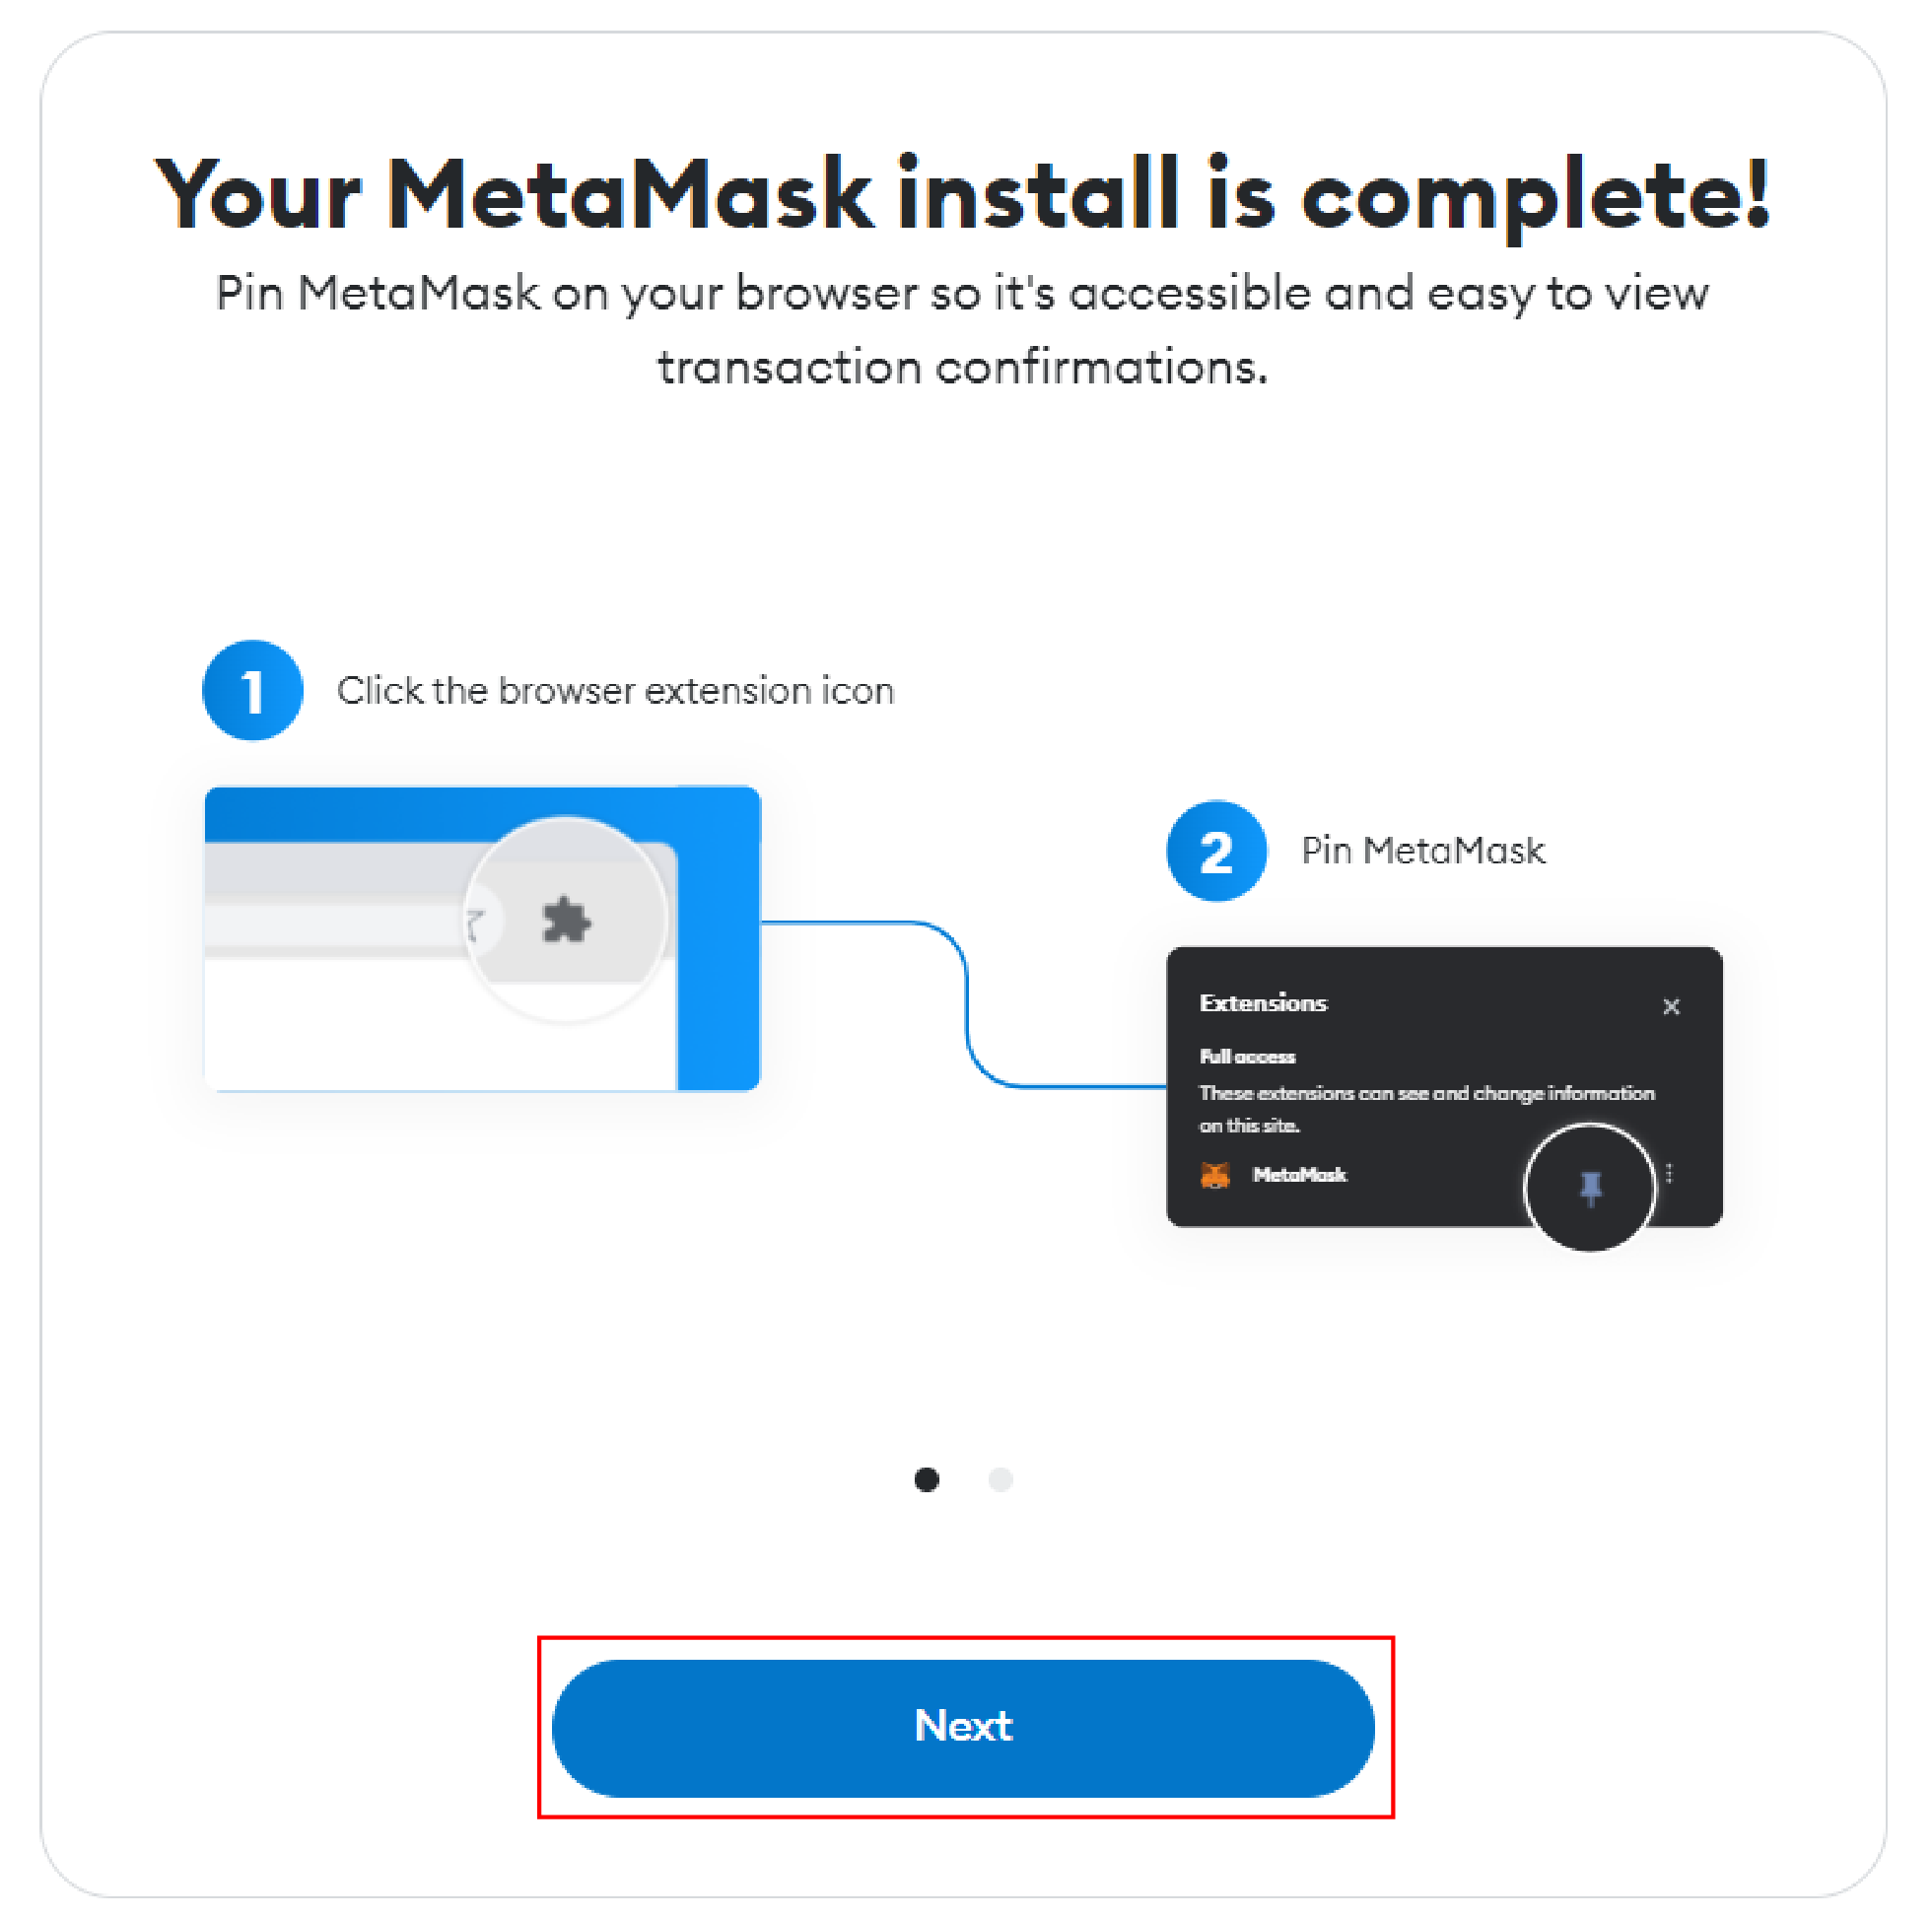 Your MetaMask install is complete!
Pin MetaMask on your browser so it's accessible and easy to view
transaction confirmations.
1
Click the browser extension icon
2
Pin MetaMask
Extensions
Full access
These extensions can see and change information
on this site.
MetaMask
Next